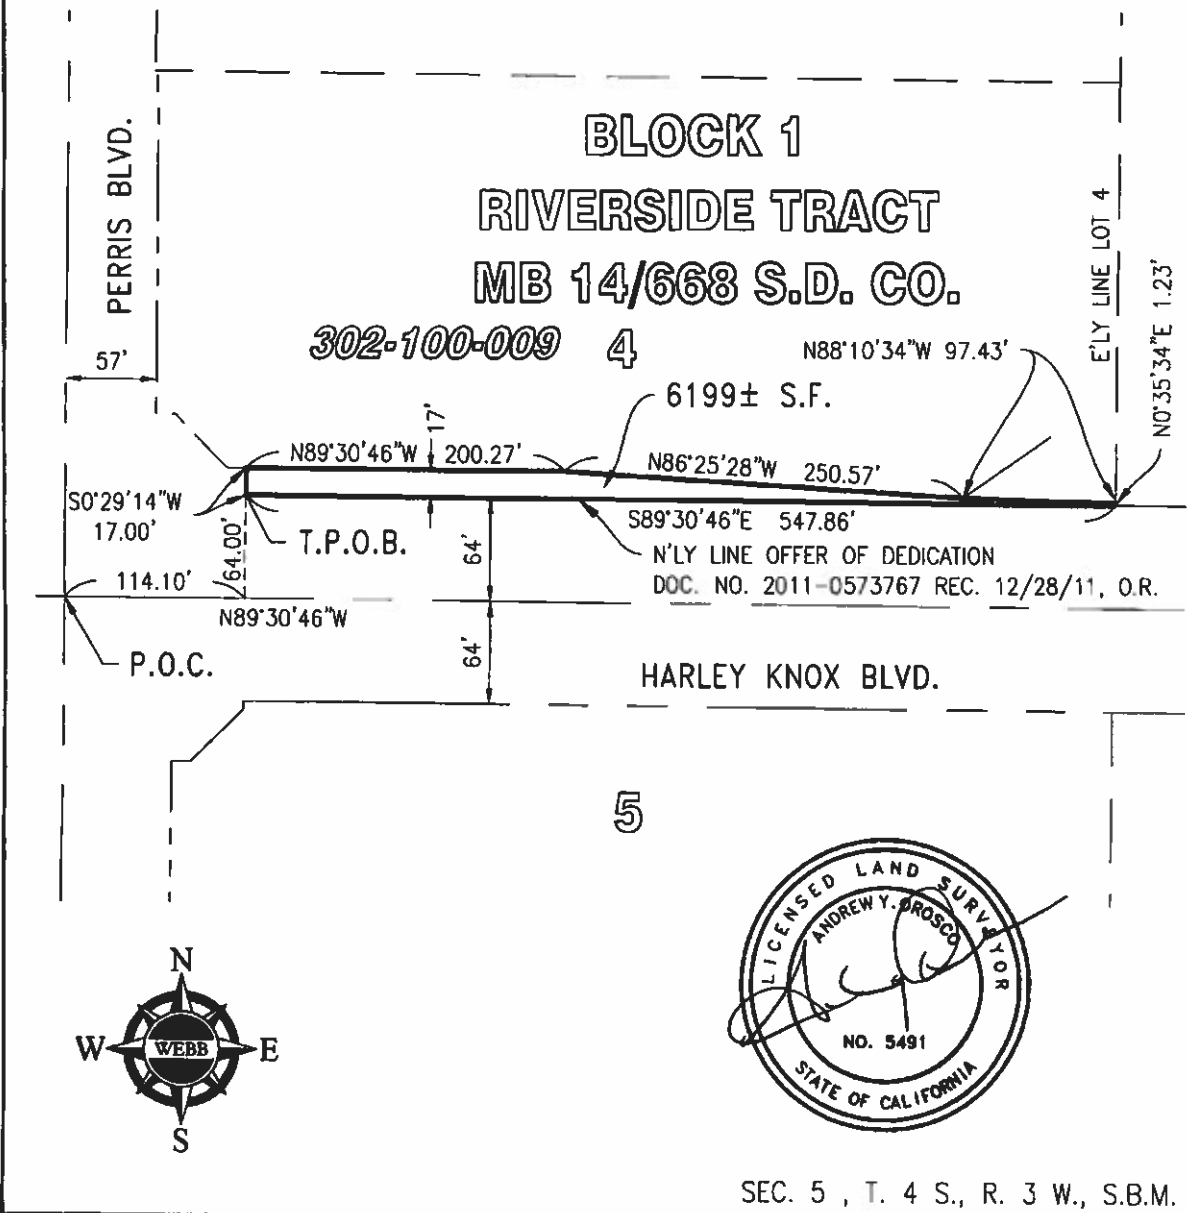 BLOCK 1
RIVERSIDE TRACT
MB 14/668 S.D. CO.
302-100-009 4
PERRIS BLVD.
57'
E'LY LINE LOT 4
N0°35'34"E 1.23'
N88°10'34"W 97.43'
6199± S.F.
17'
N89°30'46"W 200.27'
N86°25'28"W 250.57'
S0°29'14"W
17.00'
T.P.O.B.
S89°30'46"E 547.86'
N'LY LINE OFFER OF DEDICATION
DOC. NO. 2011-0573767 REC. 12/28/11, O.R.
64.00'
64'
114.10'
N89°30'46"W
64'
P.O.C.
HARLEY KNOX BLVD.
5
LICENSED LAND SURVEYOR
ANDREW Y. OROSCO
NO. 5491
STATE OF CALIFORNIA
N
W WEBB E
S
SEC. 5 , T. 4 S., R. 3 W., S.B.M.